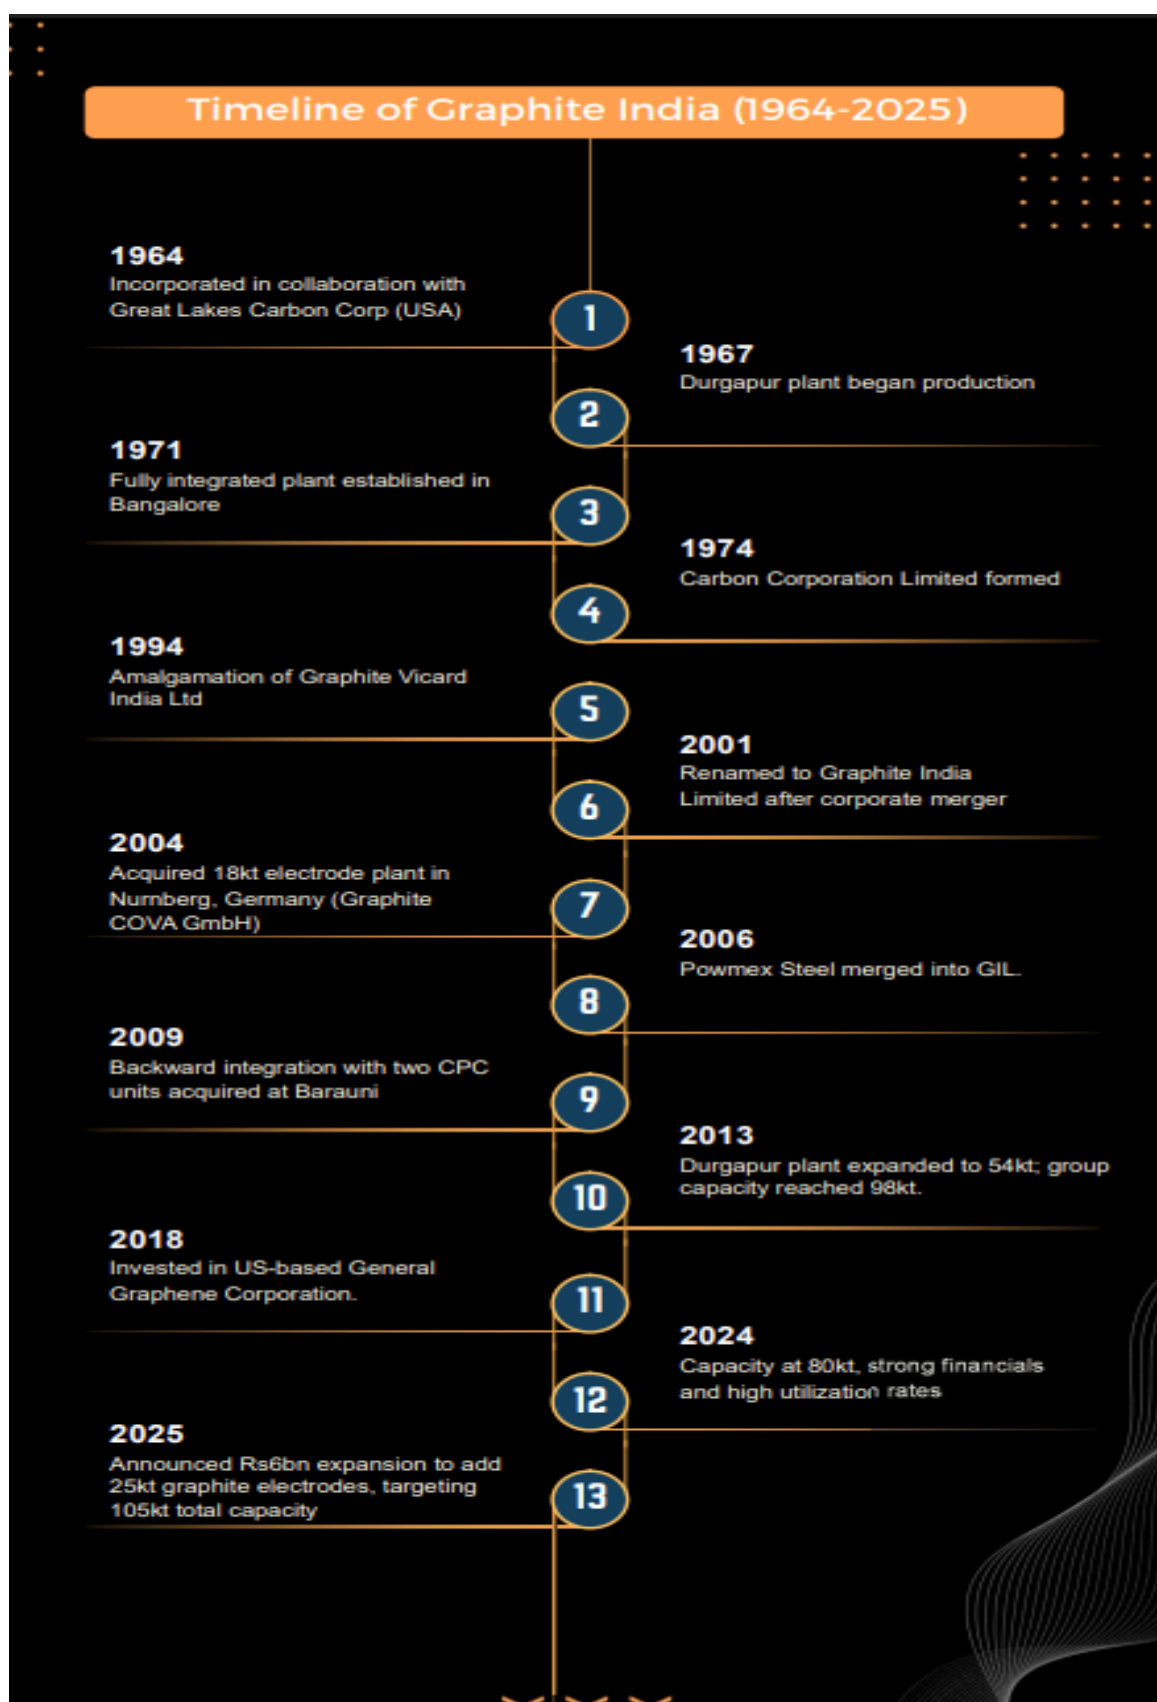 Timeline of Graphite India (1964-2025)
1964
Incorporated in collaboration with
Great Lakes Carbon Corp (USA)
1
1967
Durgapur plant began production
2
1971
Fully integrated plant established in
Bangalore
3
1974
Carbon Corporation Limited formed
4
1994
Amalgamation of Graphite Vicard
India Ltd
5
2001
Renamed to Graphite India
Limited after corporate merger
6
2004
Acquired 18kt electrode plant in
Nurnberg, Germany (Graphite
COVA GmbH)
7
2006
Powmex Steel merged into GIL.
8
2009
Backward integration with two CPC
units acquired at Barauni
9
2013
Durgapur plant expanded to 54kt; group
capacity reached 98kt.
10
2018
Invested in US-based General
Graphene Corporation.
11
2024
Capacity at 80kt, strong financials
and high utilization rates
12
2025
Announced Rs6bn expansion to add
25kt graphite electrodes, targeting
105kt total capacity
13